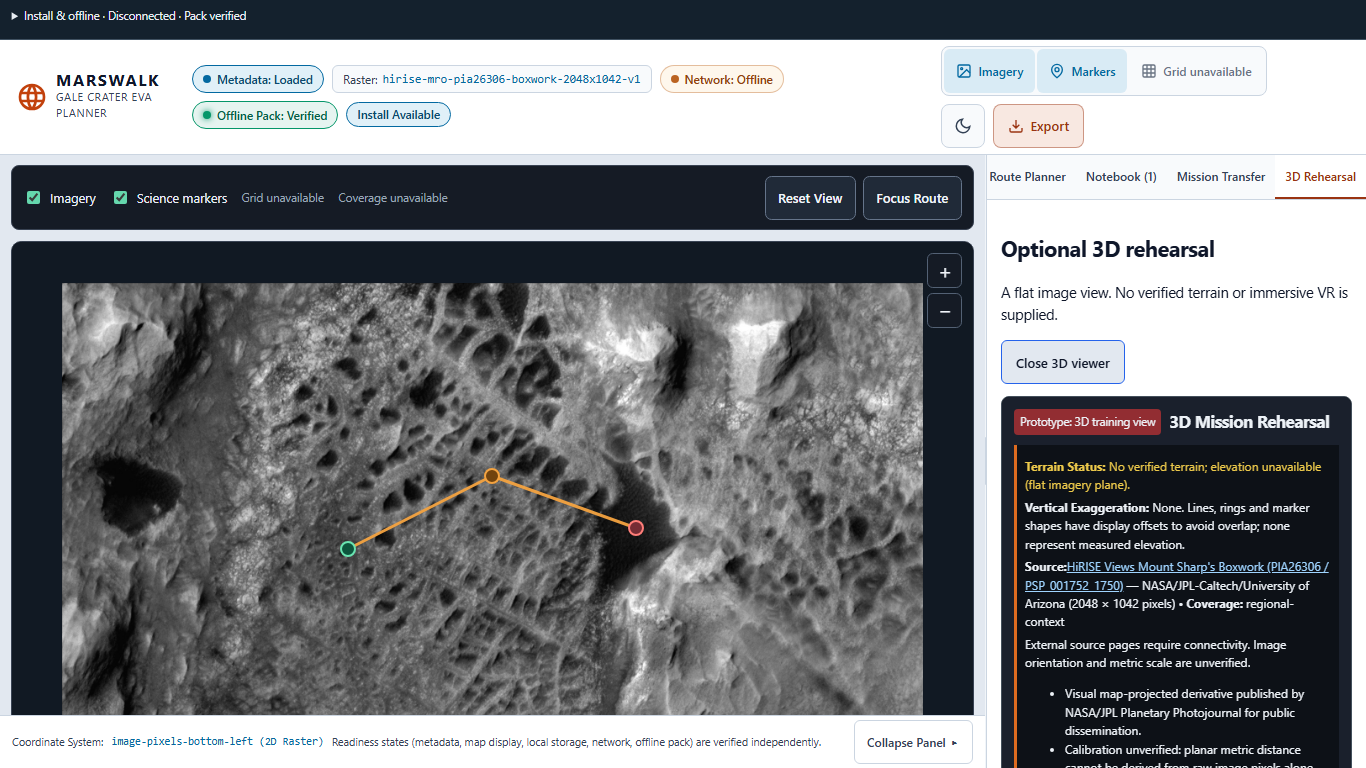 Install & offline · Disconnected · Pack verified
MARSWALK
GALE CRATER EVA
PLANNER
Metadata: Loaded
Raster: hirise-mro-pia26306-boxwork-2048x1042-v1
Network: Offline
Offline Pack: Verified
Install Available
Imagery
Markers
Grid unavailable
Export
Imagery
Science markers
Grid unavailable
Coverage unavailable
Reset View
Focus Route
+
−
Coordinate System: image-pixels-bottom-left (2D Raster) Readiness states (metadata, map display, local storage, network, offline pack) are verified independently.
Collapse Panel
Route Planner
Notebook (1)
Mission Transfer
3D Rehearsal
Optional 3D rehearsal
A flat image view. No verified terrain or immersive VR is
supplied.
Close 3D viewer
Prototype: 3D training view
3D Mission Rehearsal
Terrain Status: No verified terrain; elevation unavailable
(flat imagery plane).
Vertical Exaggeration: None. Lines, rings and marker
shapes have display offsets to avoid overlap; none
represent measured elevation.
Source:HiRISE Views Mount Sharp's Boxwork (PIA26306 /
PSP_001752_1750) — NASA/JPL-Caltech/University of
Arizona (2048 × 1042 pixels) • Coverage: regional-
context
External source pages require connectivity. Image
orientation and metric scale are unverified.
• Visual map-projected derivative published by
NASA/JPL Planetary Photojournal for public
dissemination.
• Calibration unverified: planar metric distance
cannot be derived from raw image pixels alone